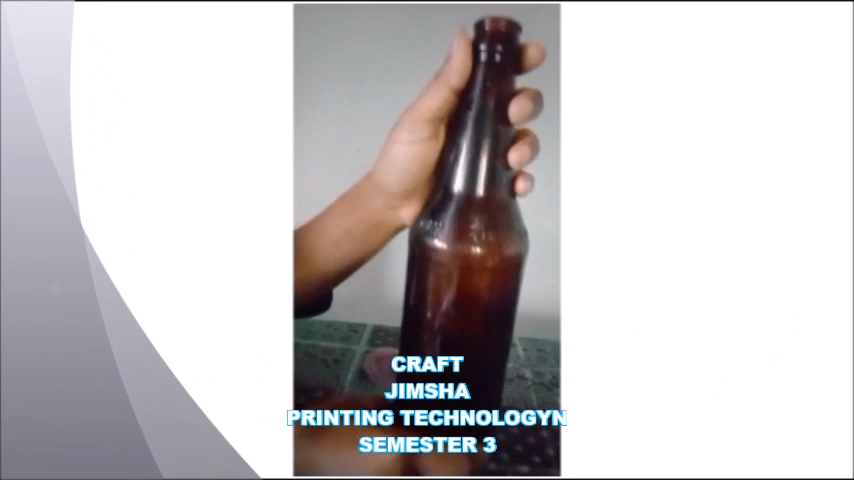 CRAFT
JIMSHA
PRINTING TECHNOLOGYN
SEMESTER 3